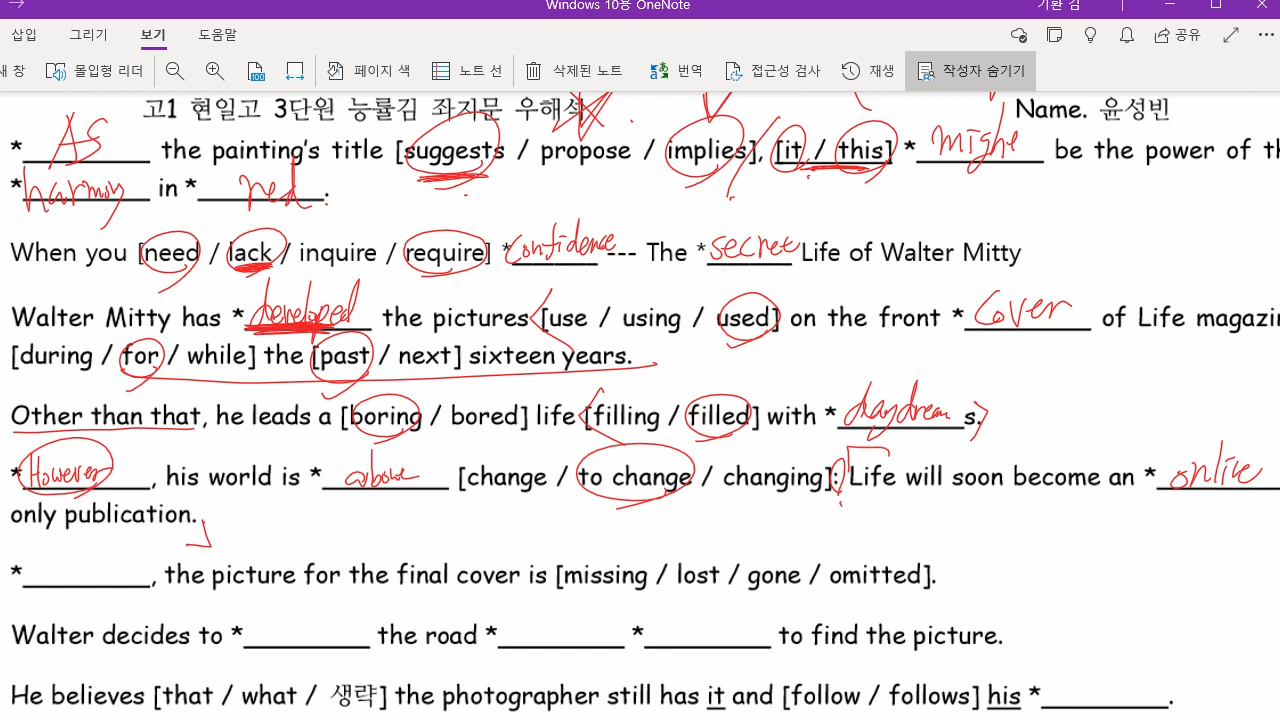 Windows 10용 OneNote
기환 김
삽입 그리기 보기 도움말
공유
새 창 몰입형 리더 페이지 색 노트 선 삭제된 노트 번역 접근성 검사 재생 작성자 숨기기
고1 현일고 3단원 능률김 좌지문 우해석 Name. 윤성빈
* As the painting's title [suggests / propose / implies], [it / this] * might be the power of th
* harmony in * red.
When you [need / lack / inquire / require] * confidence --- The * secret Life of Walter Mitty
Walter Mitty has * developed the pictures [use / using / used] on the front * cover of Life magazi
[during / for / while] the [past / next] sixteen years.
Other than that, he leads a [boring / bored] life [filling / filled] with * daydream s.
* However, his world is * about [change / to change / changing]: Life will soon become an * online
only publication.
*__________, the picture for the final cover is [missing / lost / gone / omitted].
Walter decides to *__________ the road *__________ *__________ to find the picture.
He believes [that / what / 생략] the photographer still has it and [follow / follows] his *__________.